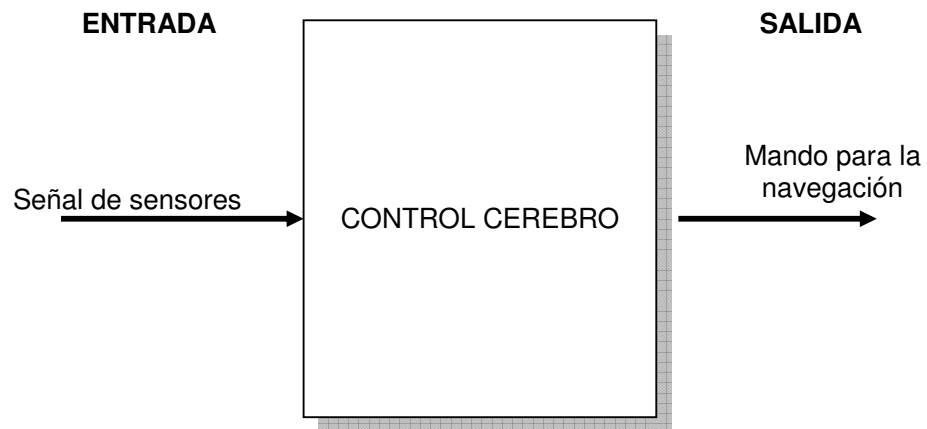 ENTRADA
SALIDA
Señal de sensores
CONTROL CEREBRO
Mando para la
navegación